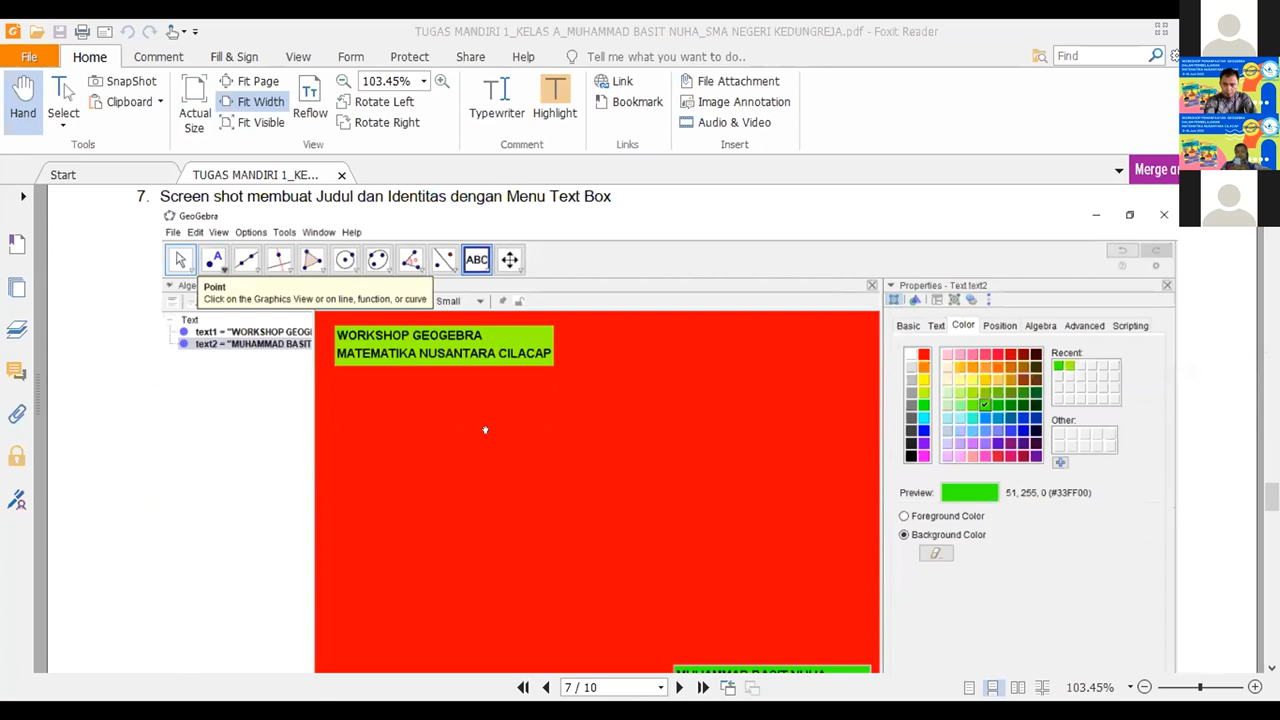 TUGAS MANDIRI 1_KELAS A_MUHAMMAD BASIT NUHA_SMA NEGERI KEDUNGREJA.pdf - Foxit Reader
File Home Comment Fill & Sign View Form Protect Share Help Tell me what you want to do... Find
Hand
Select
SnapShot
Clipboard
Tools
Actual Size
Fit Page
Fit Width
Fit Visible
Reflow
103.45%
Rotate Left
Rotate Right
View
Typewriter
Highlight
Comment
Link
Bookmark
Links
File Attachment
Image Annotation
Audio & Video
Insert
Start
TUGAS MANDIRI 1_KE...
Merge
7. Screen shot membuat Judul dan Identitas dengan Menu Text Box
GeoGebra
File Edit View Options Tools Window Help
ABC
Point
Click on the Graphics View or on line, function, or curve
Small
Text
text1 = "WORKSHOP GEOG
text2 = "MUHAMMAD BASIT
WORKSHOP GEOGEBRA
MATEMATIKA NUSANTARA CILACAP
MUHAMMAD BASIT NUHA
Properties - Text text2
Basic Text Color Position Algebra Advanced Scripting
Recent:
Other:
Preview: 51, 255, 0 (#33FF00)
Foreground Color
Background Color
7 / 10
103.45%